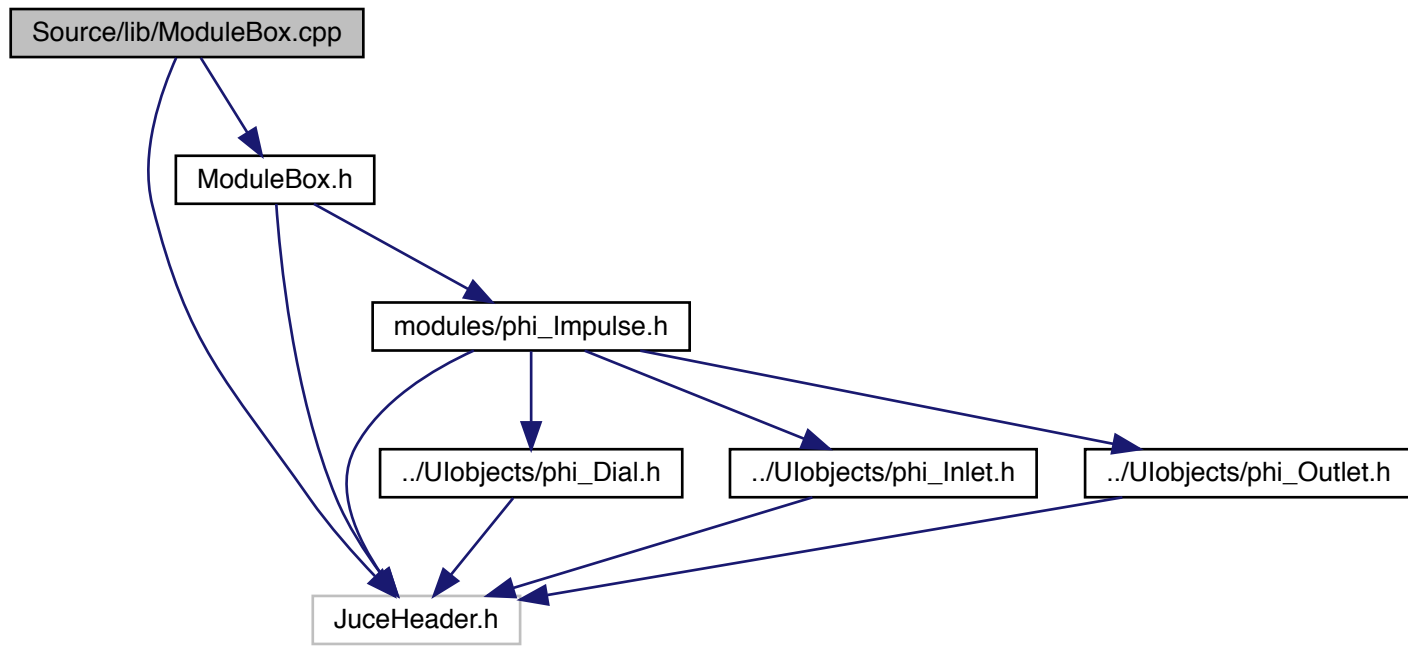 Source/lib/ModuleBox.cpp
ModuleBox.h
modules/phi_Impulse.h
../UIobjects/phi_Dial.h
../UIobjects/phi_Inlet.h
../UIobjects/phi_Outlet.h
JuceHeader.h